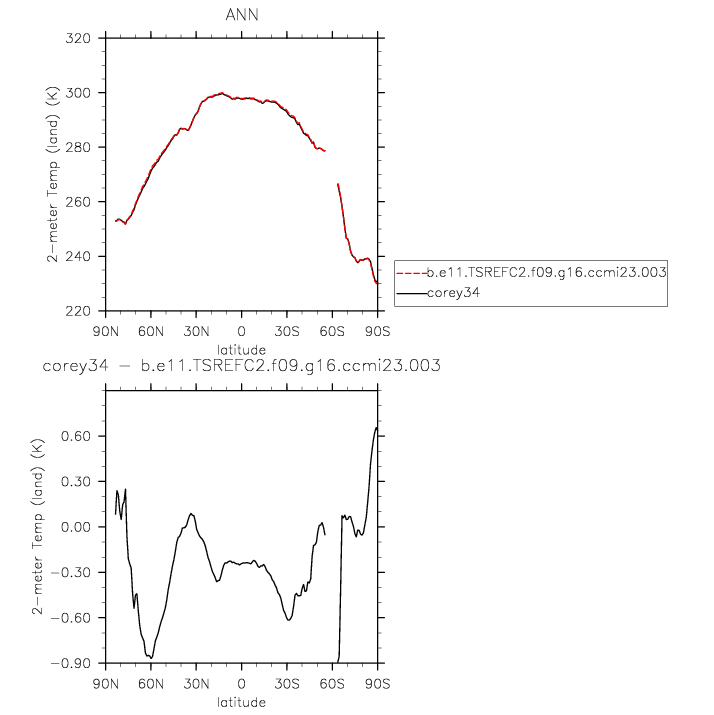 ANN
320
300
280
260
240
220
2-meter Temp (land) (K)
90N 60N 30N 0 30S 60S 90S
latitude
b.e11.TSREFC2.f09.g16.ccmi23.003
corey34
corey34 - b.e11.TSREFC2.f09.g16.ccmi23.003
0.60
0.30
0.00
-0.30
-0.60
-0.90
2-meter Temp (land) (K)
90N 60N 30N 0 30S 60S 90S
latitude